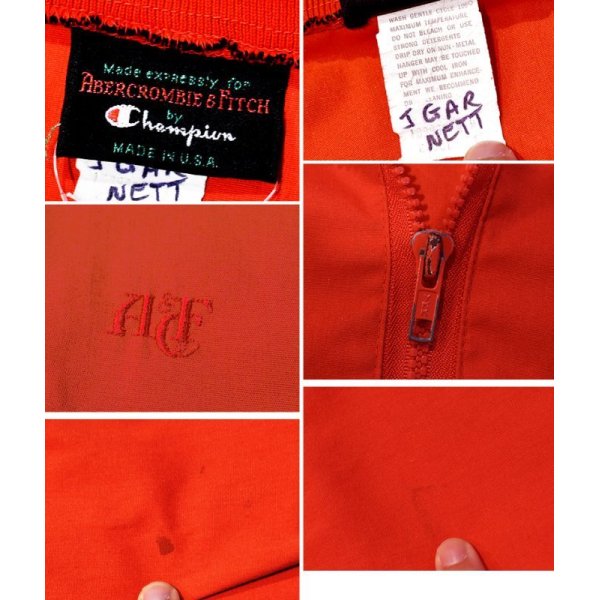 Made expressly for
ABERCROMBIE & FITCH
by
Champion
MADE IN U.S.A.
I GAR
NETT
WASH GENTLE CYCLE
MAXIMUM TEMPERATURE
DO NOT BLEACH OR USE
STRONG DETERGENTS
DRIP DRY ON NON-METAL
HANGER MAY BE TOUCHED
UP WITH COOL IRON
FOR MAXIMUM ENHANCE-
MENT WE RECOMMEND
CLEANING
I GAR
NETT
A&F